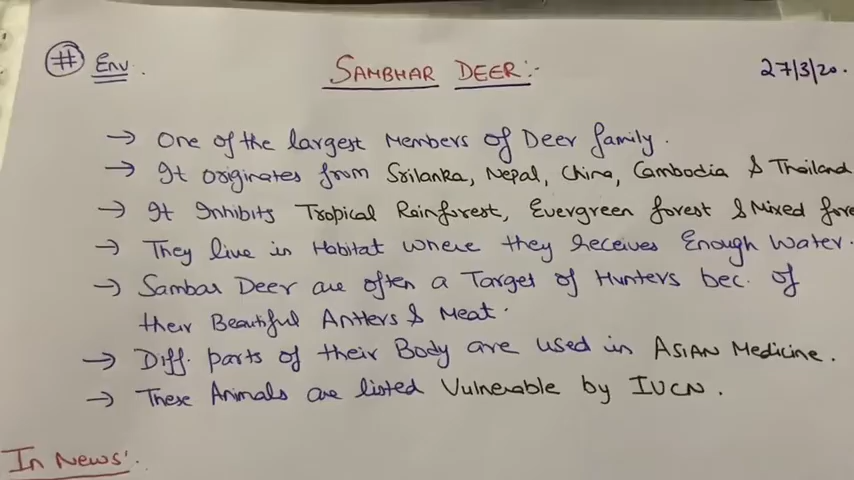 # Env.
SAMBHAR DEER:-
27/3/20.
→ One of the largest Members of Deer family.
→ It originates from Srilanka, Nepal, China, Cambodia & Thailand
→ It Inhibits Tropical Rainforest, Evergreen forest & Mixed fore
→ They live in Habitat where they Receives Enough Water.
→ Sambar Deer are often a Target of Hunters bec. of
their Beautiful Antlers & Meat.
→ Diff. parts of their Body are used in ASIAN Medicine.
→ These Animals are listed Vulnerable by IUCN.
In News: